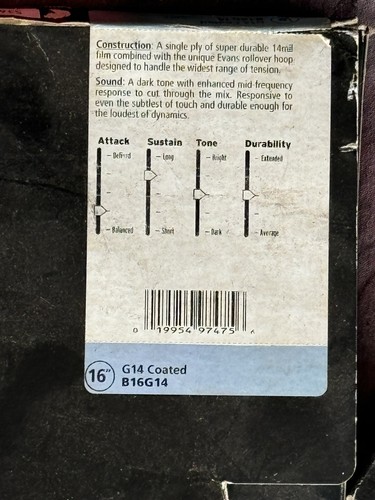 Construction: A single ply of super durable 14mil
film combined with the unique Evans rollover hoop
designed to handle the widest range of tension.
Sound: A dark tone with enhanced mid-frequency
response to cut through the mix. Responsive to
even the subtlest of touch and durable enough for
the loudest of dynamics.
Attack Sustain Tone Durability
Defined Long Bright Extended
Balanced Short Dark Average
0 19954 97475 6
16" G14 Coated
B16G14